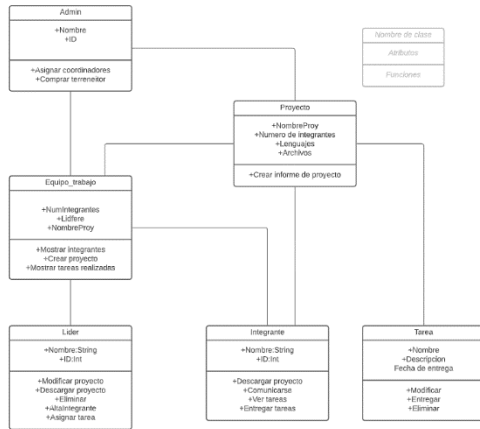 Admin
+Nombre
+ID
+Asignar coordinadores
+Comprar terreneitor
Nombre de clase
Atributos
Funciones
Proyecto
+NombreProy
+Numero de integrantes
+Lenguajes
+Archivos
+Crear informe de proyecto
Equipo_trabajo
+NumIntegrantes
+Lidfere
+NombreProy
+Mostrar integrantes
+Crear proyecto
+Mostrar tareas realizadas
Lider
+Nombre:String
+ID:Int
+Modificar proyecto
+Descargar proyecto
+Eliminar
+AltaIntegrante
+Asignar tarea
Integrante
+Nombre:String
+ID:Int
+Descargar proyecto
+Comunicarse
+Ver tareas
+Entregar tareas
Tarea
+Nombre
+Descripcion
Fecha de entrega
+Modificar
+Entregar
+Eliminar